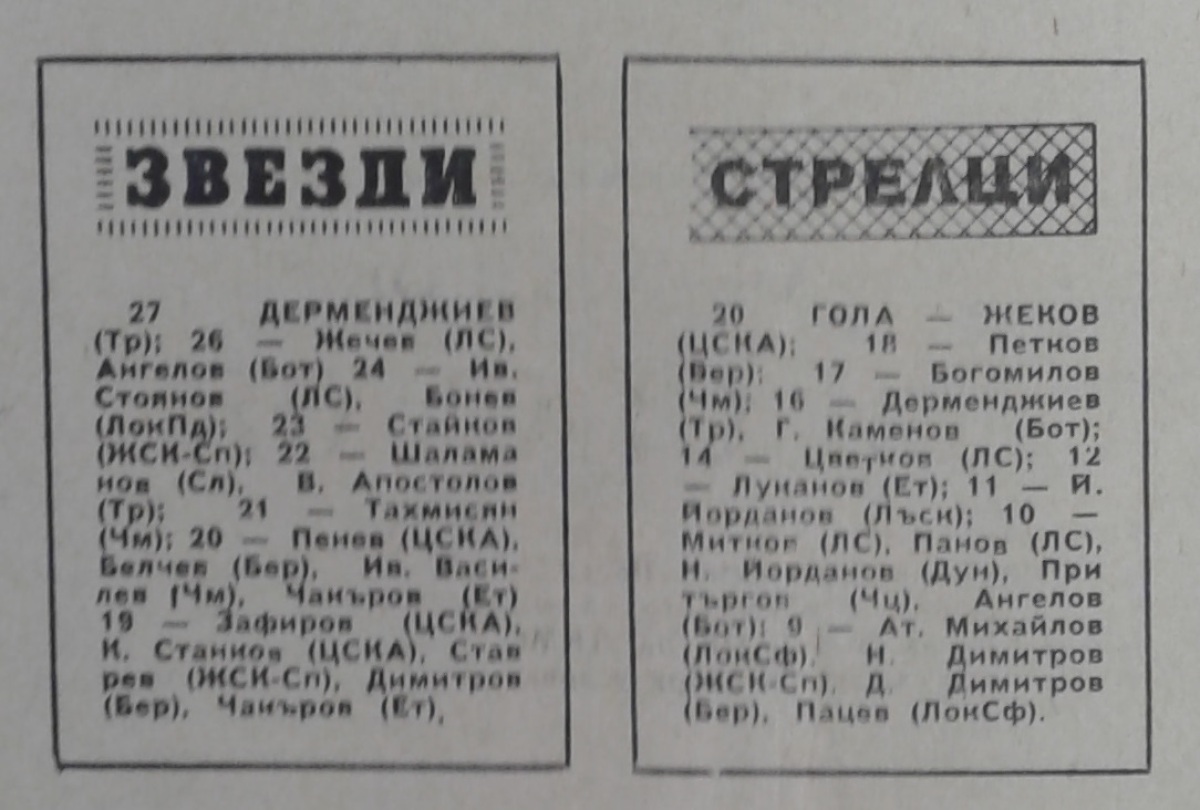 ЗВЕЗДИ
27 ДЕРМЕНДЖИЕВ
(Тр); 26 — Жечев (ЛС),
Ангелов (Бот) 24 — Ив.
Стоянов (ЛС), Бонев
(ЛокПд); 23 — Стайков
(ЖСК-Сп); 22 — Шалама
нов (Сл), В. Апостолов
(Тр); 21 — Тахмисян
(Чм); 20 — Пенев (ЦСКА),
Белчев (Бер), Ив. Васи-
лев (Чм), Чакъров (Ет)
19 — Зафиров (ЦСКА),
К. Станков (ЦСКА), Став
рев (ЖСК-Сп), Димитров
(Бер), Чакъров (Ет),
СТРЕЛЦИ
20 ГОЛА — ЖЕКОВ
(ЦСКА); 18 — Петков
(Бер); 17 — Богомилов
(Чм); 16 — Дерменджиев
(Тр), Г. Каменов (Бот);
14 — Цветков (ЛС); 12
— Луканов (Ет); 11 — Й.
Йорданов (Лъск); 10 —
Митков (ЛС), Панов (ЛС),
Н. Йорданов (Дун), При
търгов (Чц), Ангелов
(Бот); 9 — Ат. Михайлов
(ЛокСф), Н. Димитров
(ЖСК-Сп), Д. Димитров
(Бер), Пацев (ЛокСф).